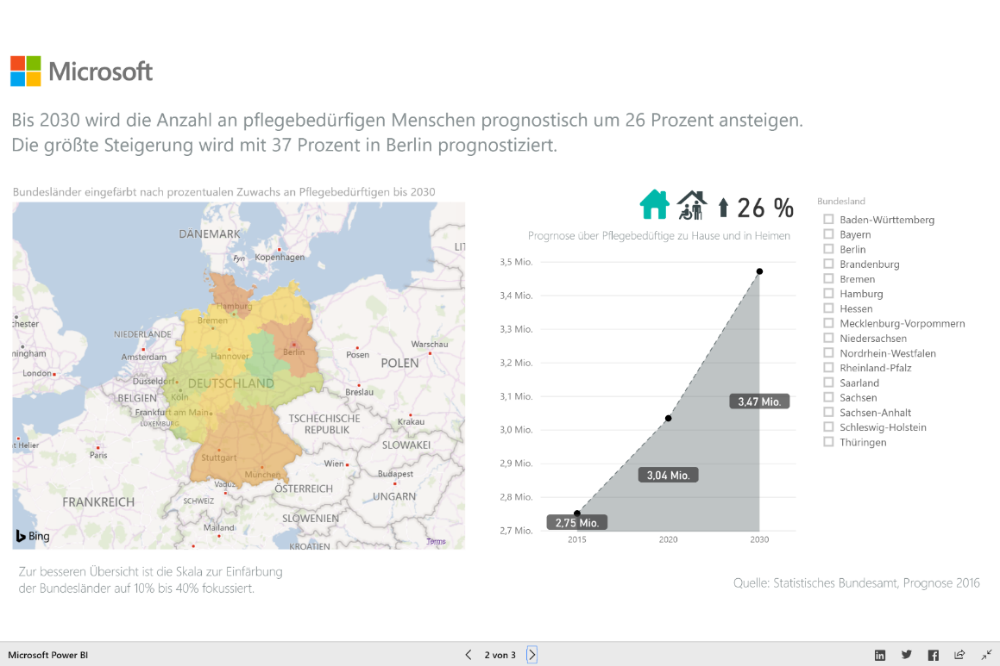 Microsoft
Bis 2030 wird die Anzahl an pflegebedürfigen Menschen prognostisch um 26 Prozent ansteigen.
Die größte Steigerung wird mit 37 Prozent in Berlin prognostiziert.
Bundesländer eingefärbt nach prozentualen Zuwachs an Pflegebedürftigen bis 2030
DÄNEMARK
Fyn
Kopenhagen
LIT
Hamburg
Bremen
chester
NIEDERLANDE
mingham
Amsterdam
Hannover
Berlin
Posen
Warschau
London
POLEN
Düsseldorf
DEUTSCHLAND
BELGIEN
Köln
Breslau
Frankfurt am Main
LUXEMBURG
TSCHECHISCHE
REPUBLIK
Krakau
t Helier
Paris
SLOWAKEI
Stuttgart
Wien
München
Budapest
Vaduz
ÖSTERREICH
UNGARN
FRANKREICH
SCHWEIZ
SLOWENIEN
Mailand
Bing
Terms
KROATIEN
26 %
Prognose über Pflegebedüftige zu Hause und in Heimen
3,5 Mio.
3,4 Mio.
3,3 Mio.
3,2 Mio.
3,1 Mio.
3,0 Mio.
2,9 Mio.
2,8 Mio.
2,7 Mio.
3,47 Mio.
3,04 Mio.
2,75 Mio.
2015 2020 2030
Bundesland
Baden-Württemberg
Bayern
Berlin
Brandenburg
Bremen
Hamburg
Hessen
Mecklenburg-Vorpommern
Niedersachsen
Nordrhein-Westfalen
Rheinland-Pfalz
Saarland
Sachsen
Sachsen-Anhalt
Schleswig-Holstein
Thüringen
Zur besseren Übersicht ist die Skala zur Einfärbung
der Bundesländer auf 10% bis 40% fokussiert.
Quelle: Statistisches Bundesamt, Prognose 2016
Microsoft Power BI
2 von 3